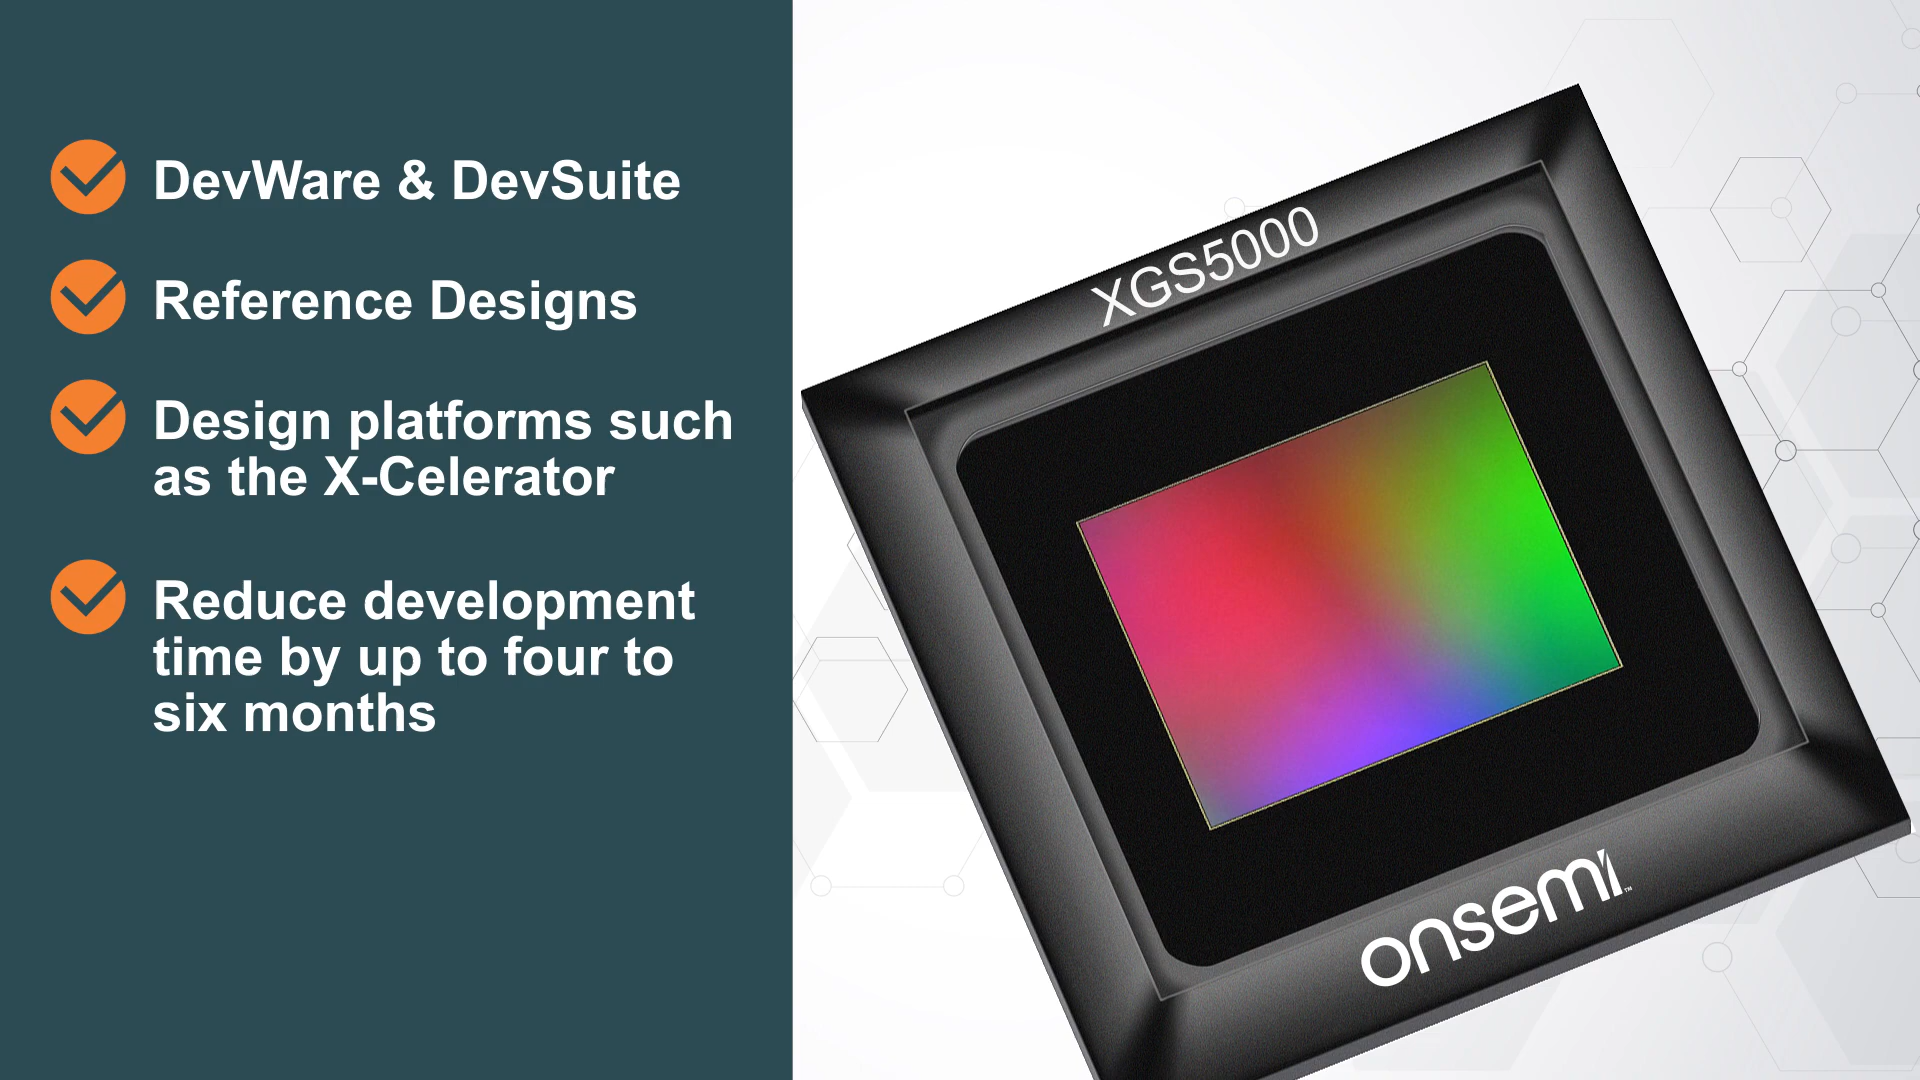 DevWare & DevSuite
Reference Designs
Design platforms such
as the X-Celerator
Reduce development
time by up to four to
six months
XGS5000
onsemi™